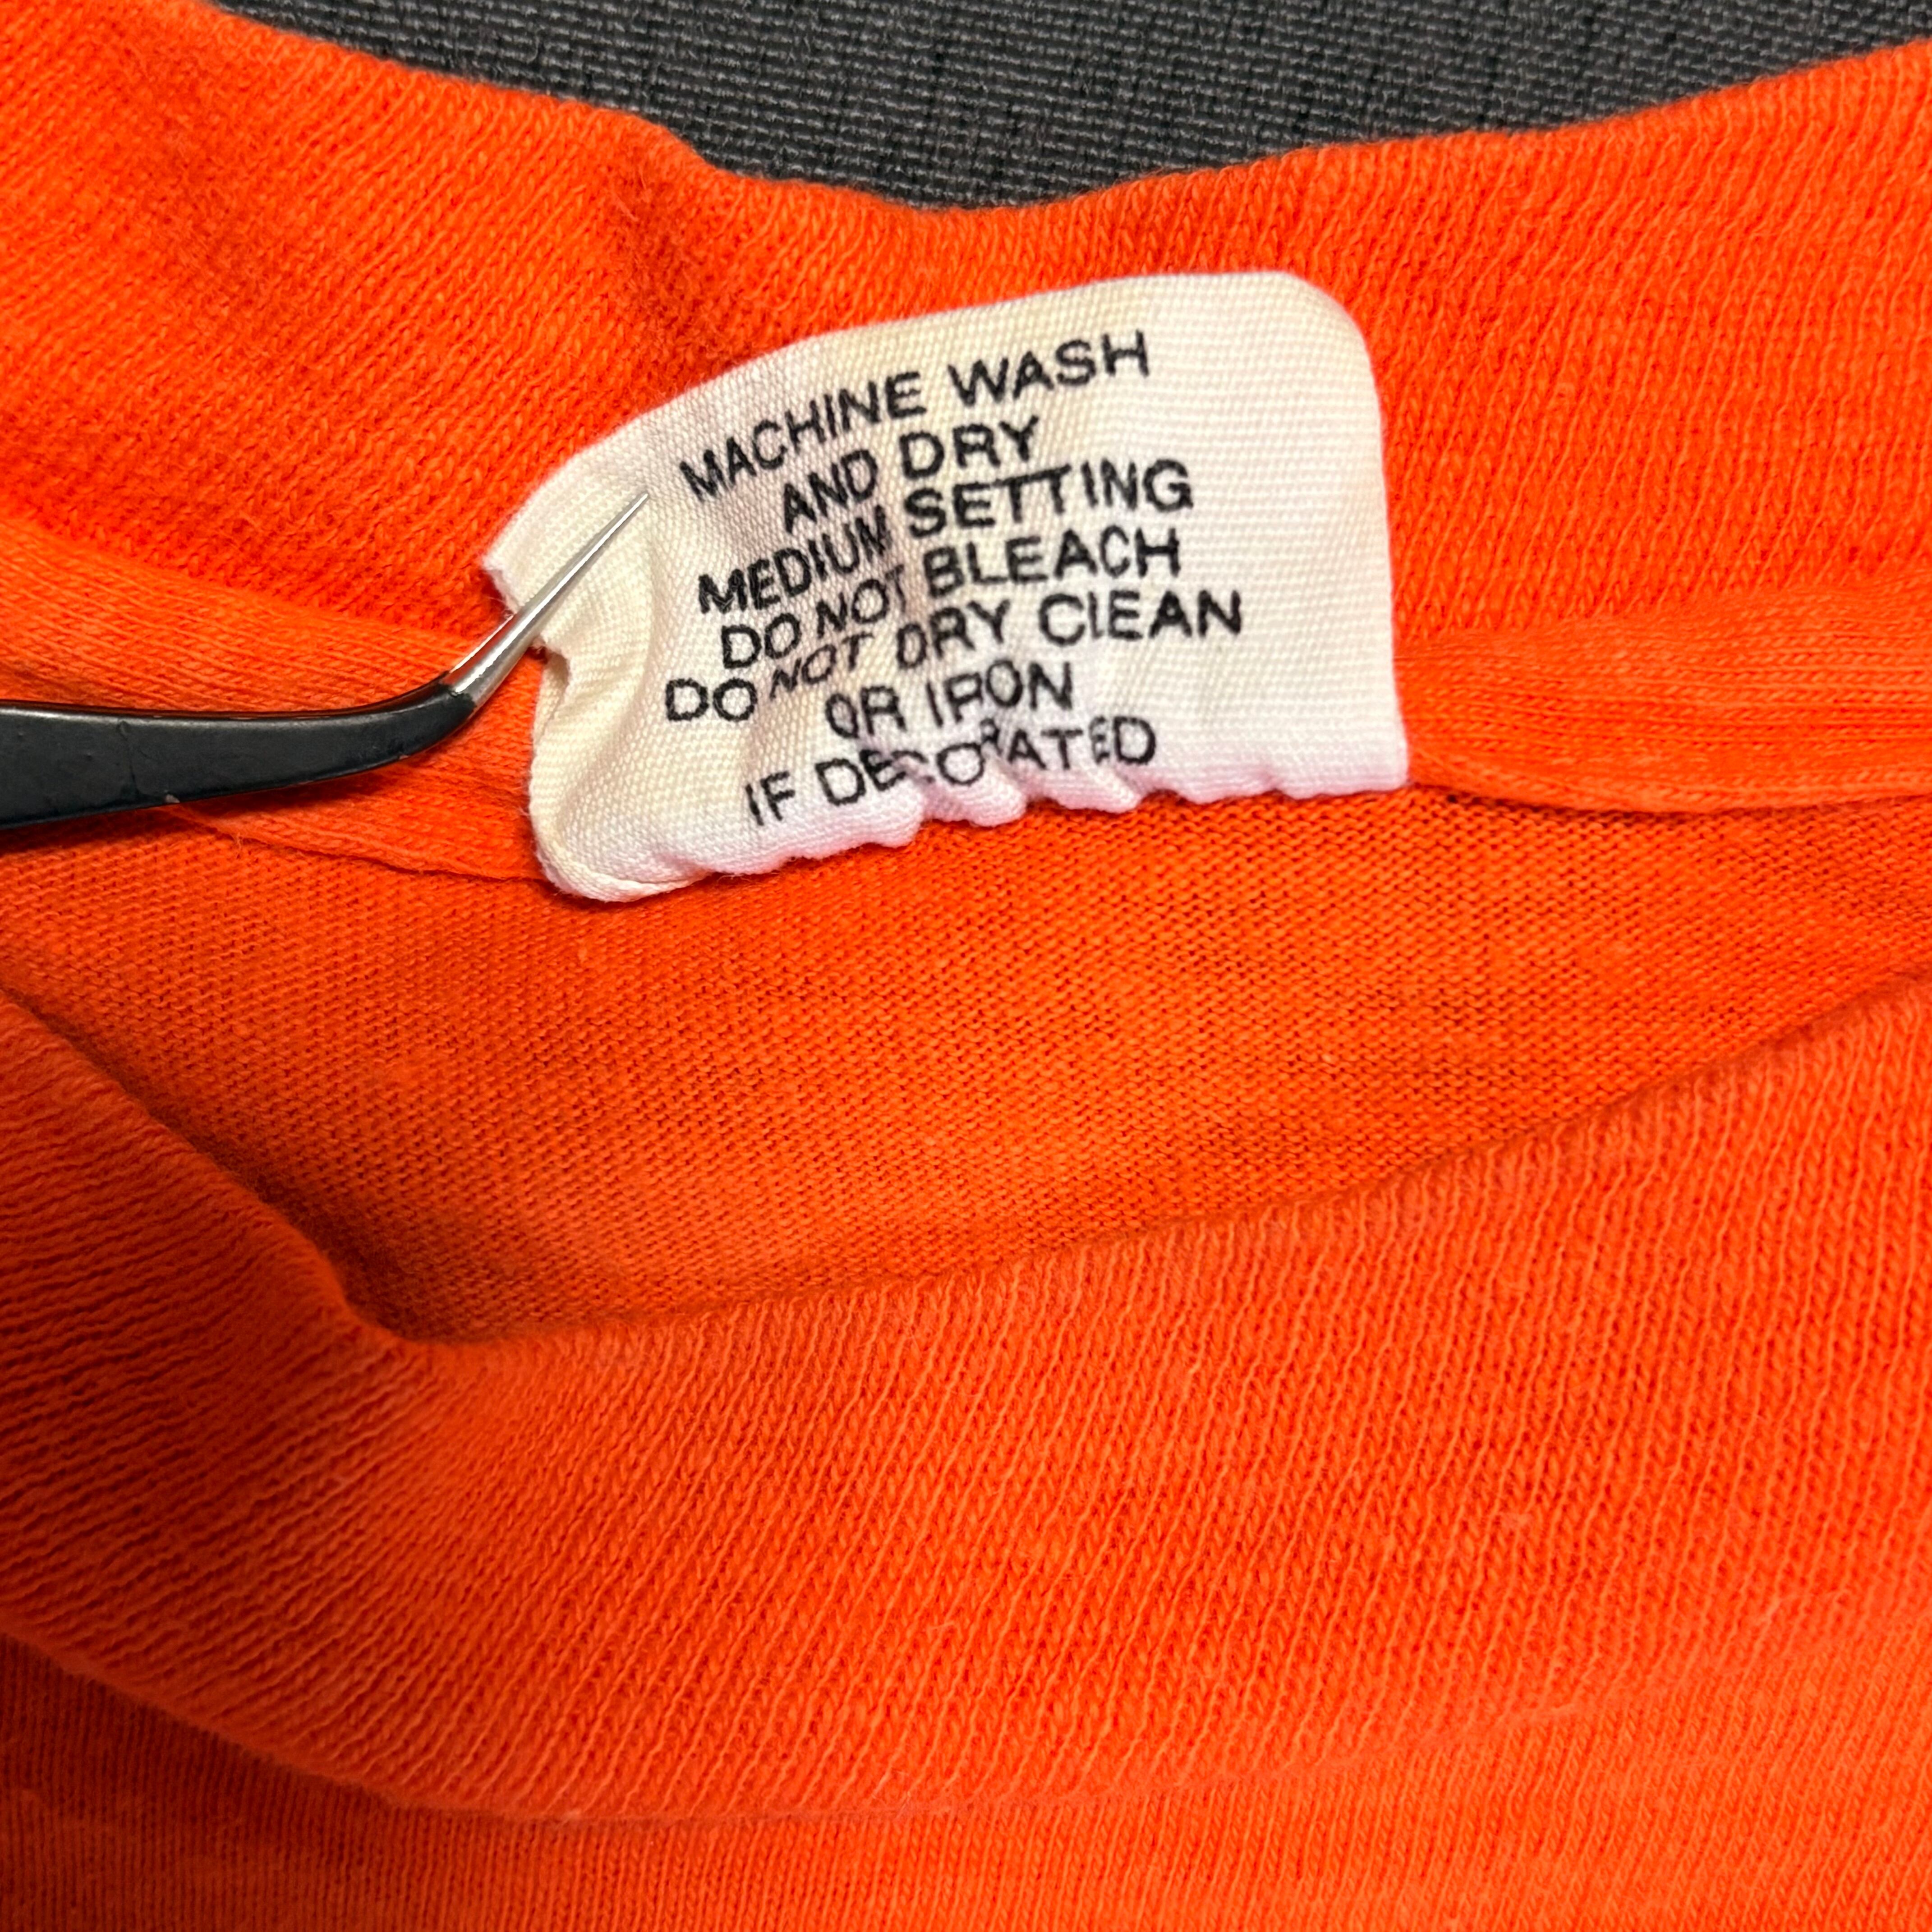 MACHINE WASH
AND DRY
MEDIUM SETTING
DO NOT BLEACH
DO NOT DRY CLEAN
OR IRON
IF DECORATED